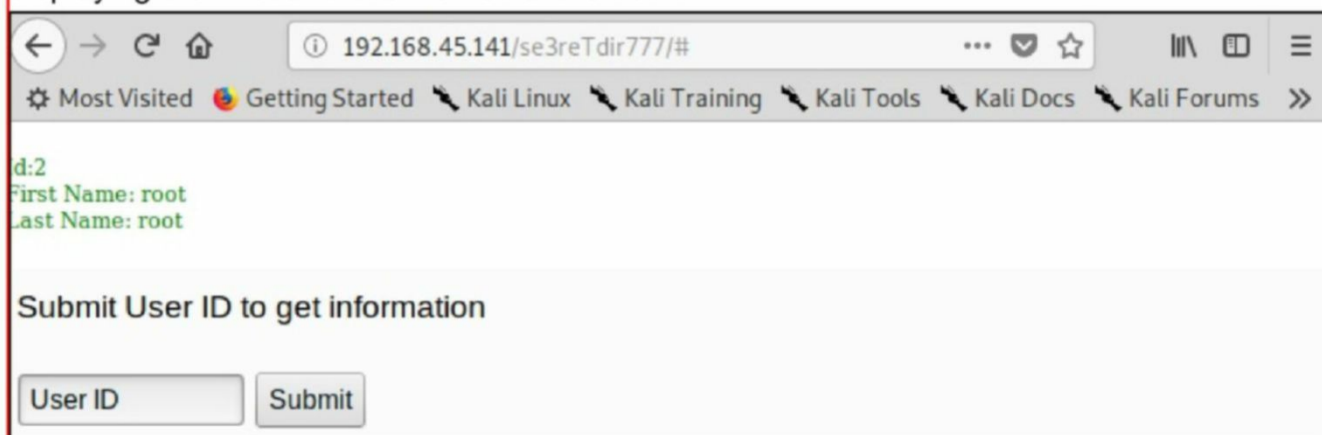 192.168.45.141/se3reTdir777/#
Most Visited Getting Started Kali Linux Kali Training Kali Tools Kali Docs Kali Forums
d:2
First Name: root
Last Name: root
Submit User ID to get information
User ID Submit